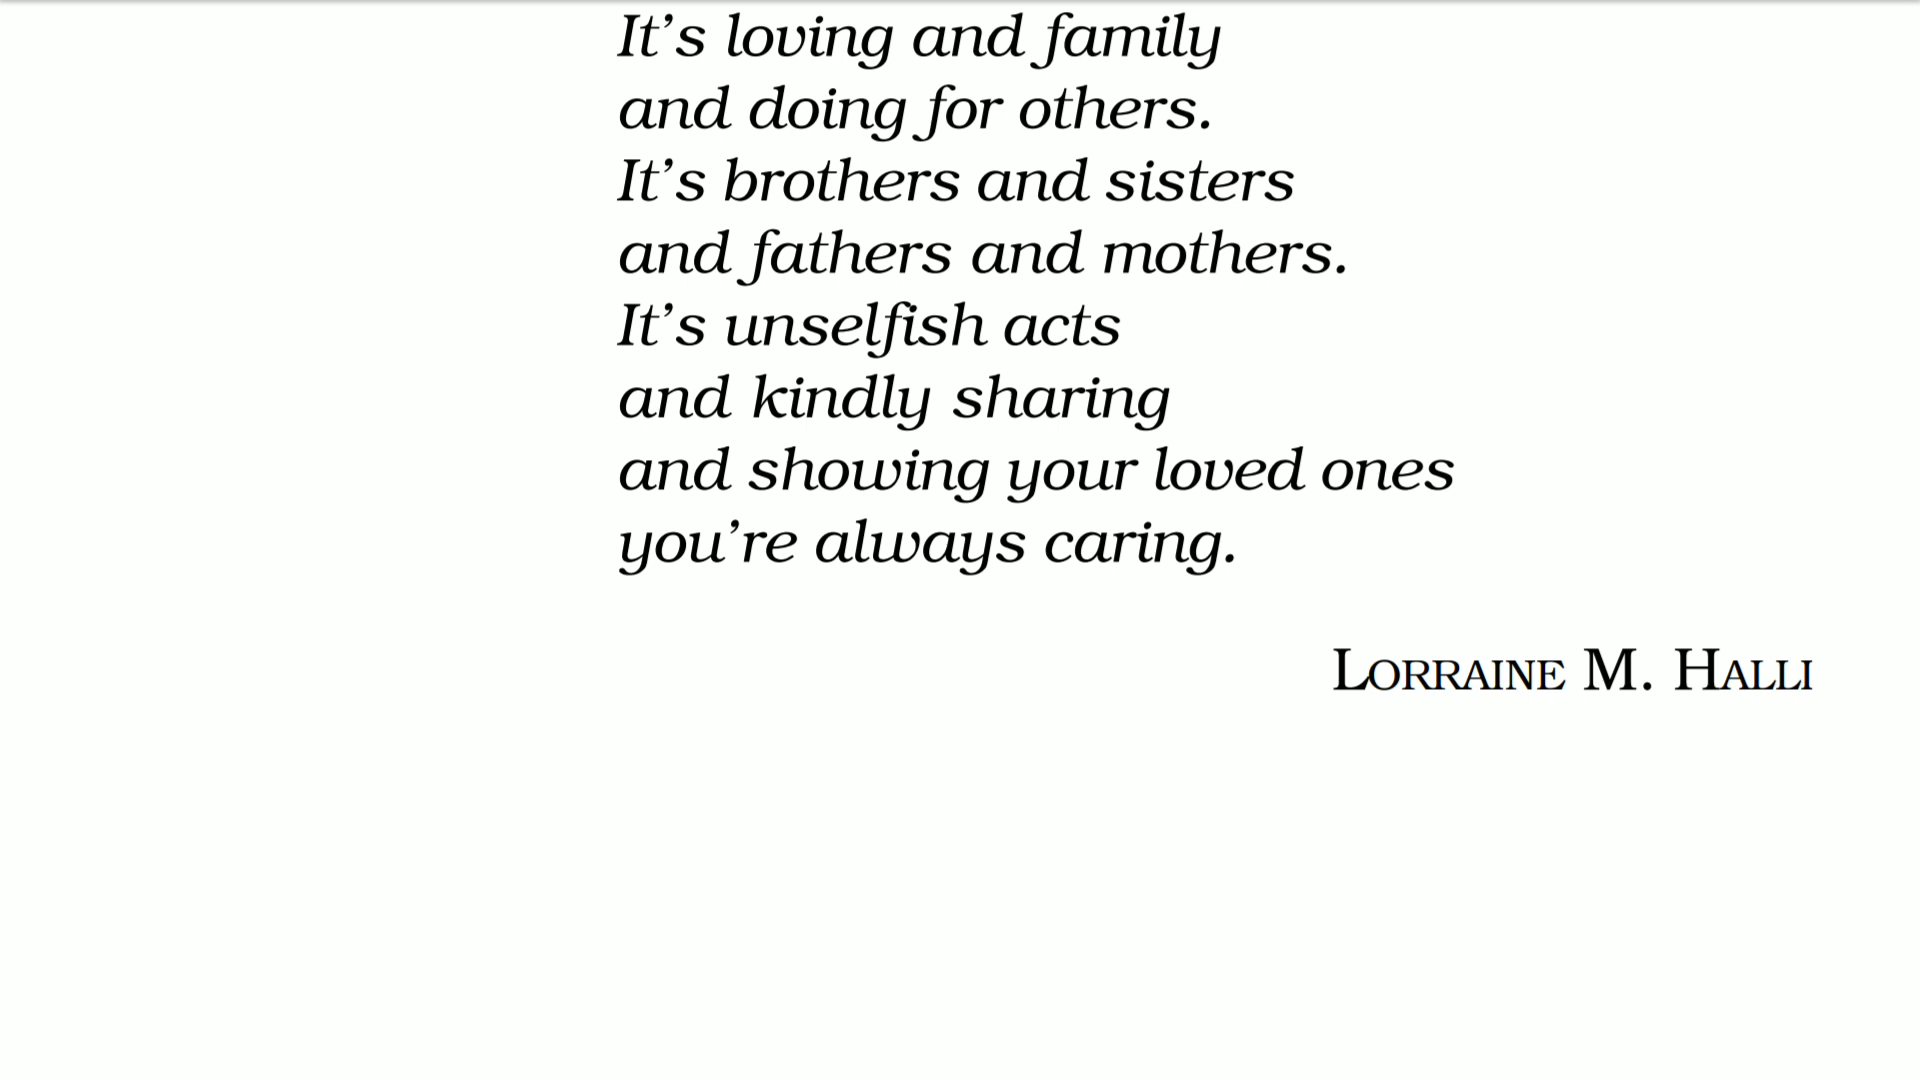 It’s loving and family
and doing for others.
It’s brothers and sisters
and fathers and mothers.
It’s unselfish acts
and kindly sharing
and showing your loved ones
you’re always caring.
Lorraine M. Halli